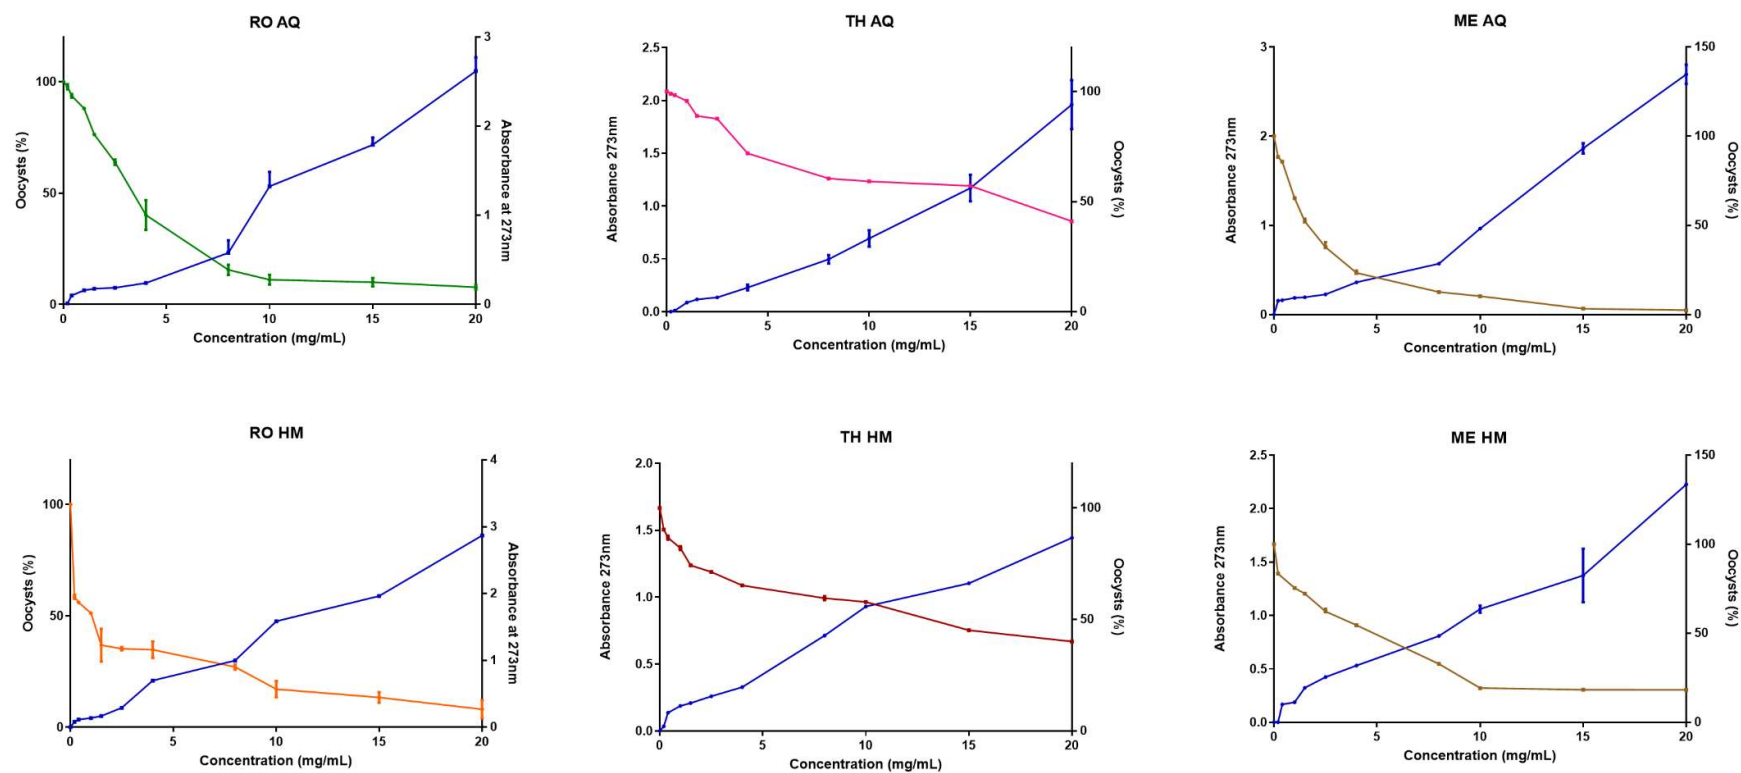 RO AQ
100
50
0
Oocysts (%)
3
2
1
0
Absorbance at 273nm
0 5 10 15 20
Concentration (mg/mL)
TH AQ
2.5
2.0
1.5
1.0
0.5
0.0
Absorbance 273nm
100
50
0
Oocysts (%)
0 5 10 15 20
Concentration (mg/mL)
ME AQ
3
2
1
0
Absorbance 273nm
150
100
50
0
Oocysts (%)
0 5 10 15 20
Concentration (mg/mL)
RO HM
100
50
0
Oocysts (%)
4
3
2
1
0
Absorbance at 273nm
0 5 10 15 20
Concentration (mg/mL)
TH HM
2.0
1.5
1.0
0.5
0.0
Absorbance 273nm
100
50
0
Oocysts (%)
0 5 10 15 20
Concentration (mg/mL)
ME HM
2.5
2.0
1.5
1.0
0.5
0.0
Absorbance 273nm
150
100
50
0
Oocysts (%)
0 5 10 15 20
Concentration (mg/mL)